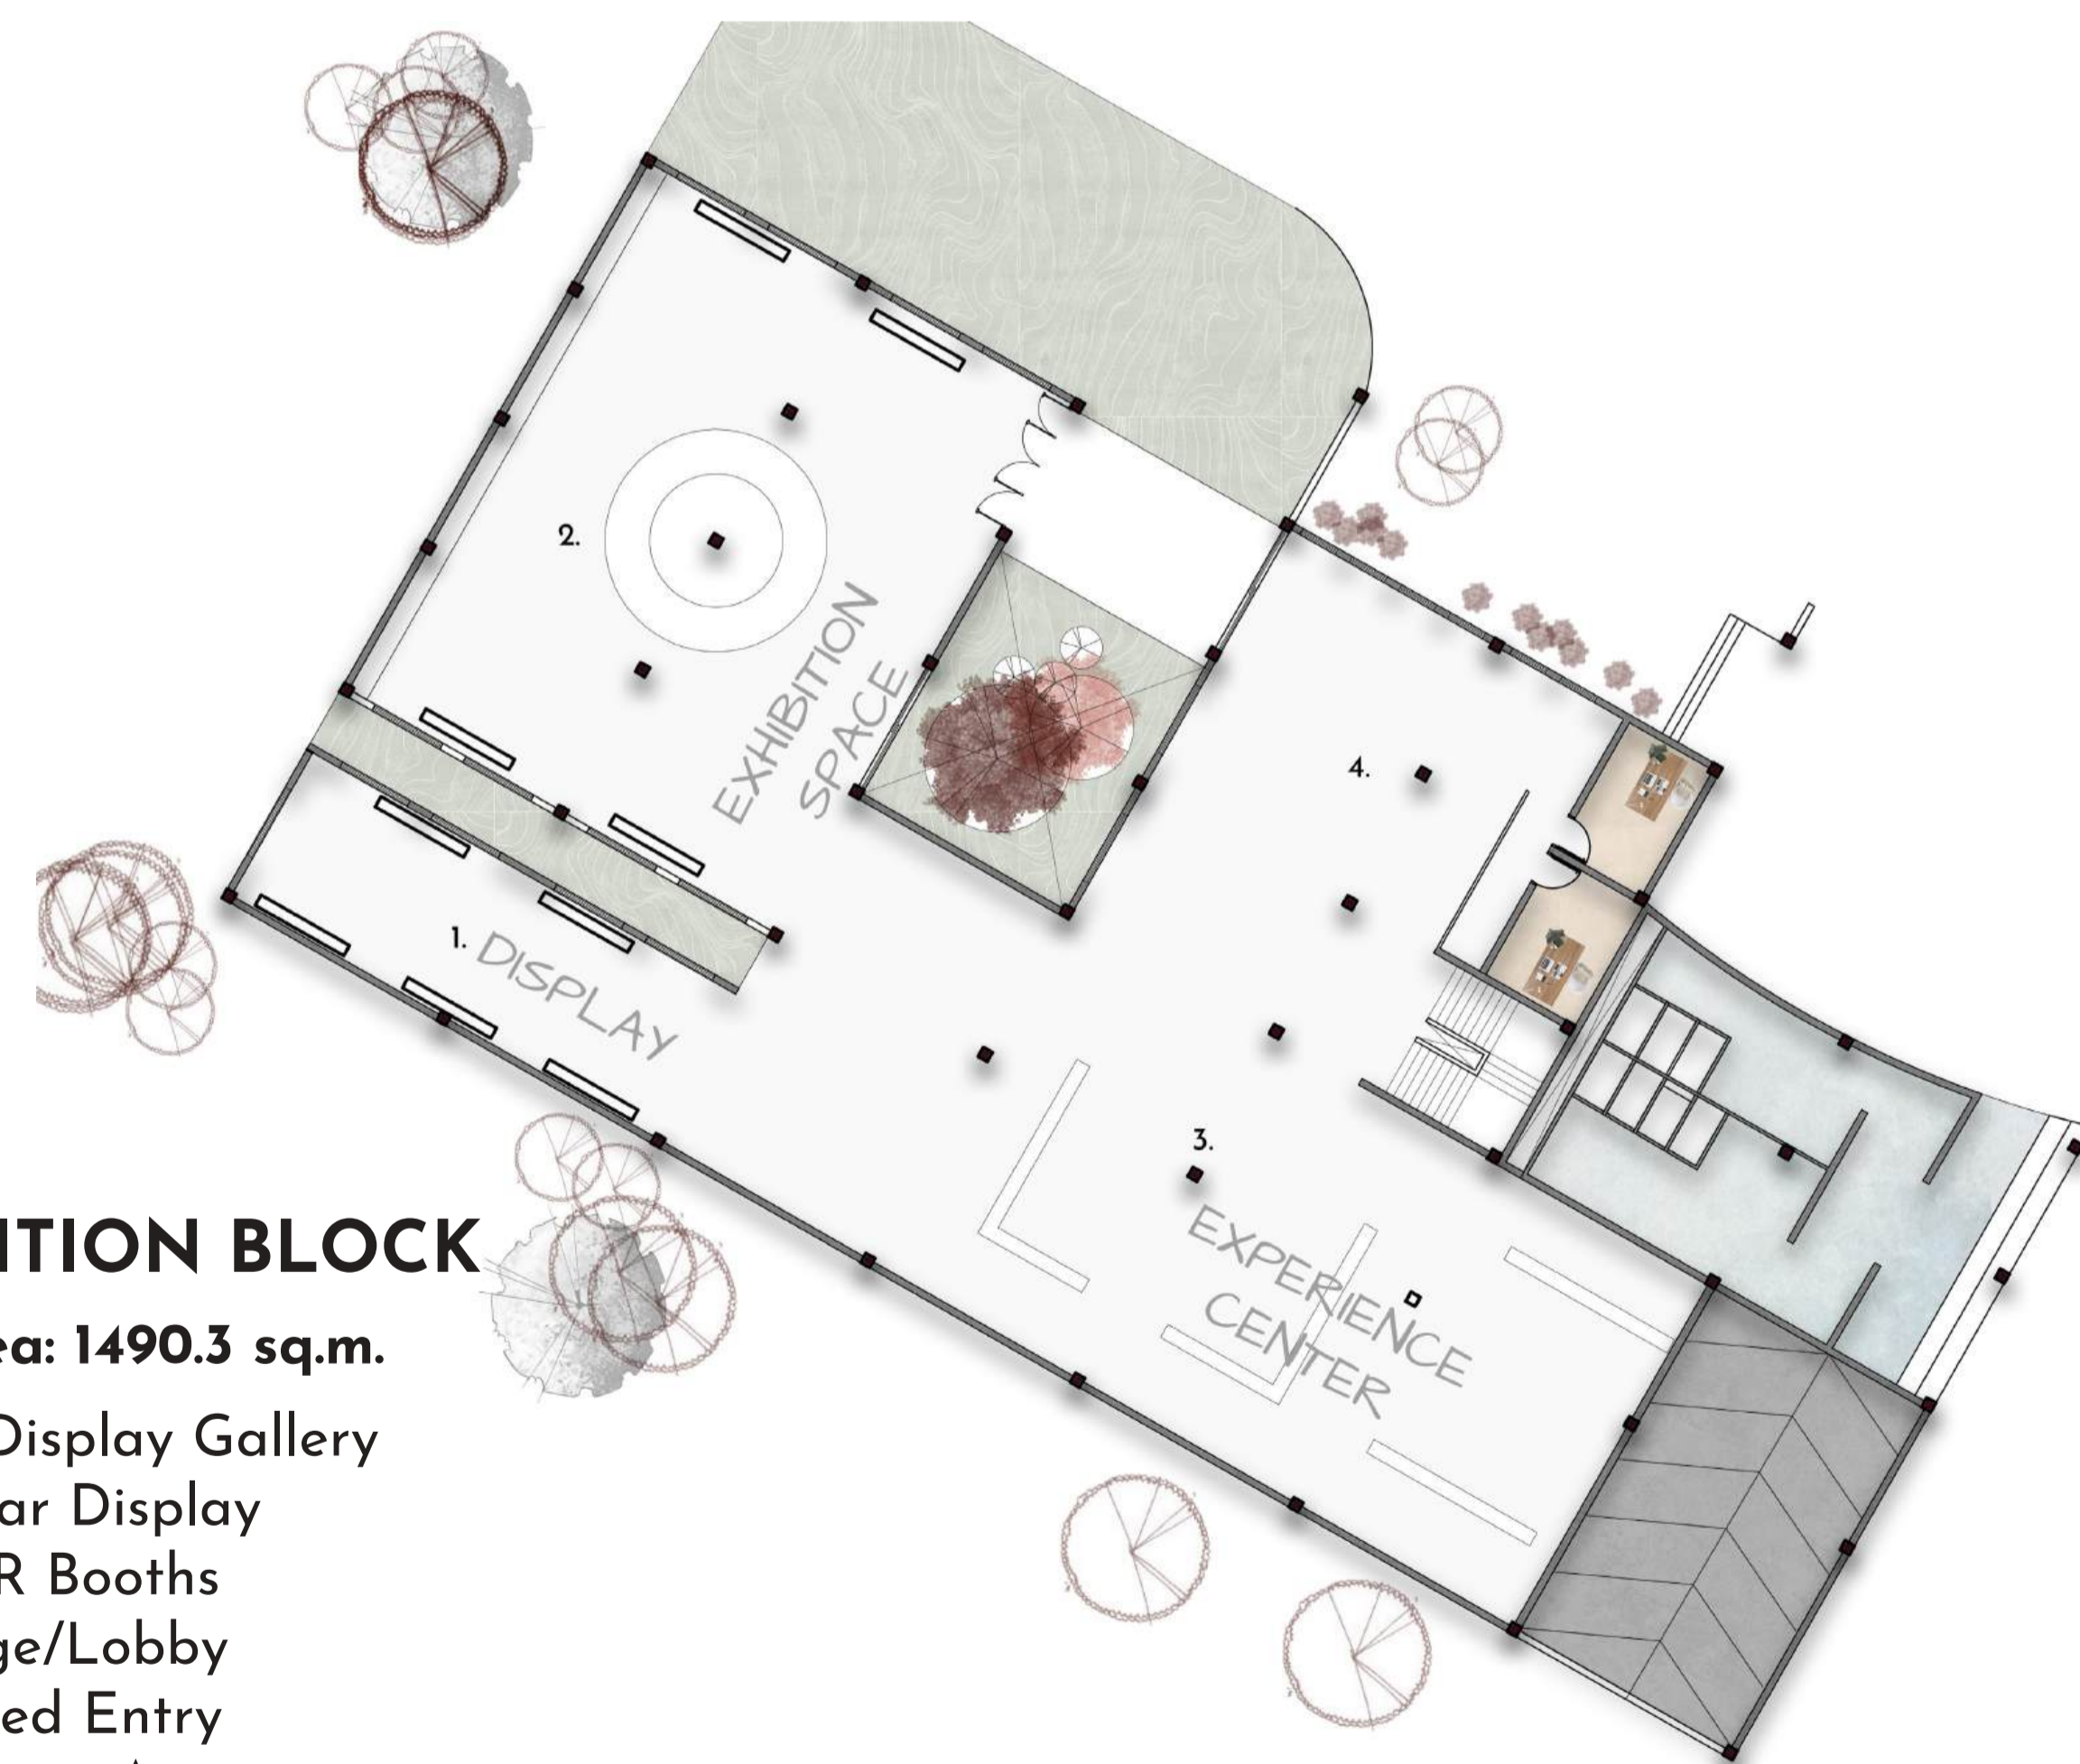 2.
EXHIBITION
SPACE
4.
1. DISPLAY
3.
EXPERIENCE
CENTER
ITION BLOCK
ea: 1490.3 sq.m.
Display Gallery
ar Display
R Booths
ge/Lobby
ed Entry